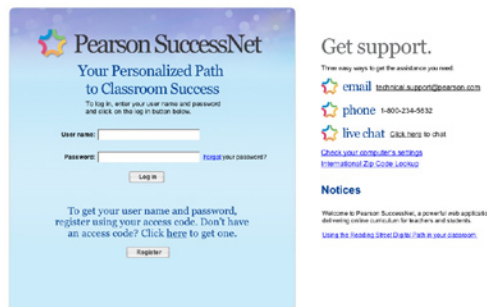 Pearson SuccessNet
Your Personalized Path
to Classroom Success
To log in, enter your user name and password
and click on the log in button below.
User name:
Password:
Forgot your password?
Log in
To get your user name and password,
register using your access code. Don't have
an access code? Click here to get one.
Register
Get support.
Three easy ways to get the assistance you need.
email technical.support@pearson.com
phone 1-800-234-5832
live chat Click here to chat
Check your computer's settings
International Zip Code Lookup
Notices
Welcome to Pearson SuccessNet, a powerful web applicatio
delivering online curriculum for teachers and students.
Using the Reading Street Digital Path in your classroom